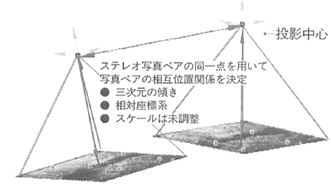 ←投影中心
ステレオ写真ペアの同一点を用いて
写真ペアの相互位置関係を決定
● 三次元の傾き
● 相対座標系
● スケールは未調整